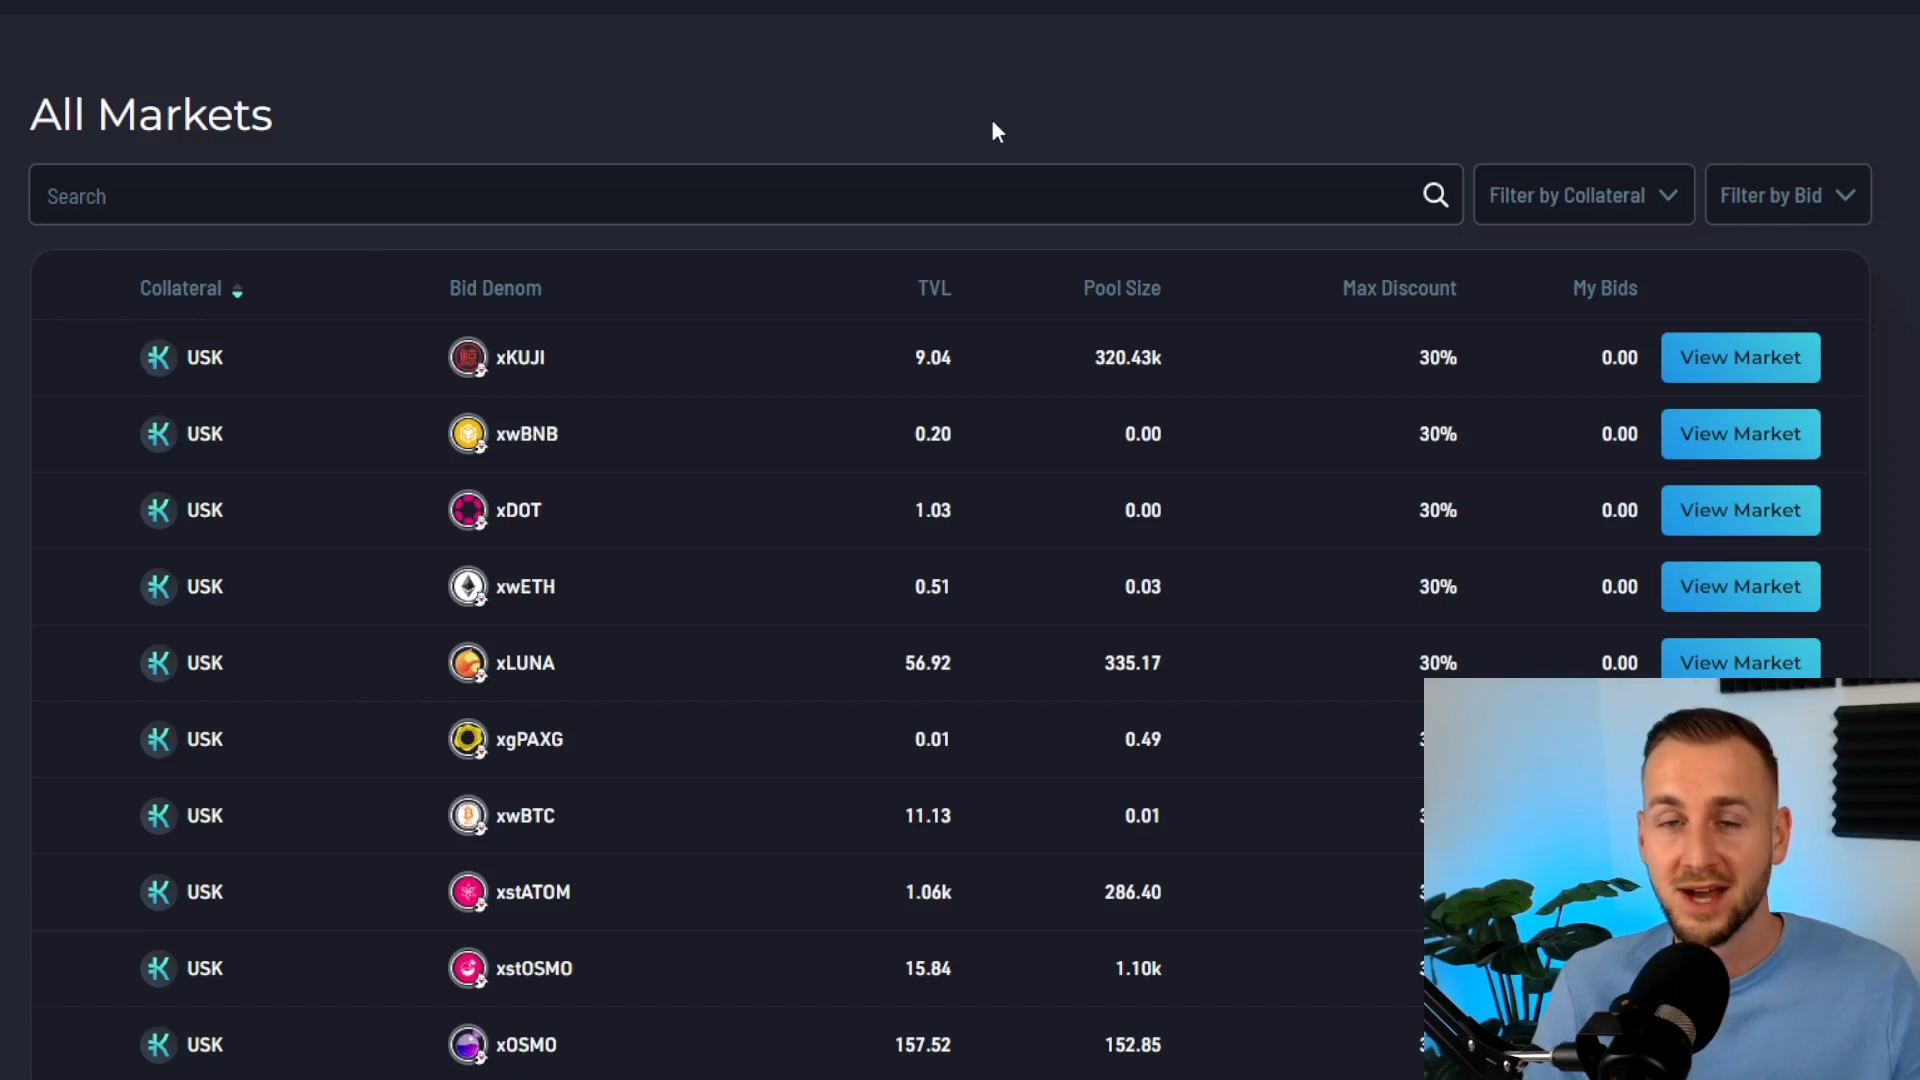 All Markets
Search
Filter by Collateral
Filter by Bid
Collateral Bid Denom TVL Pool Size Max Discount My Bids
USK xKUJI 9.04 320.43k 30% 0.00 View Market
USK xwBNB 0.20 0.00 30% 0.00 View Market
USK xDOT 1.03 0.00 30% 0.00 View Market
USK xwETH 0.51 0.03 30% 0.00 View Market
USK xLUNA 56.92 335.17 30% 0.00 View Market
USK xgPAXG 0.01 0.49
USK xwBTC 11.13 0.01
USK xstATOM 1.06k 286.40
USK xstOSMO 15.84 1.10k
USK xOSMO 157.52 152.85